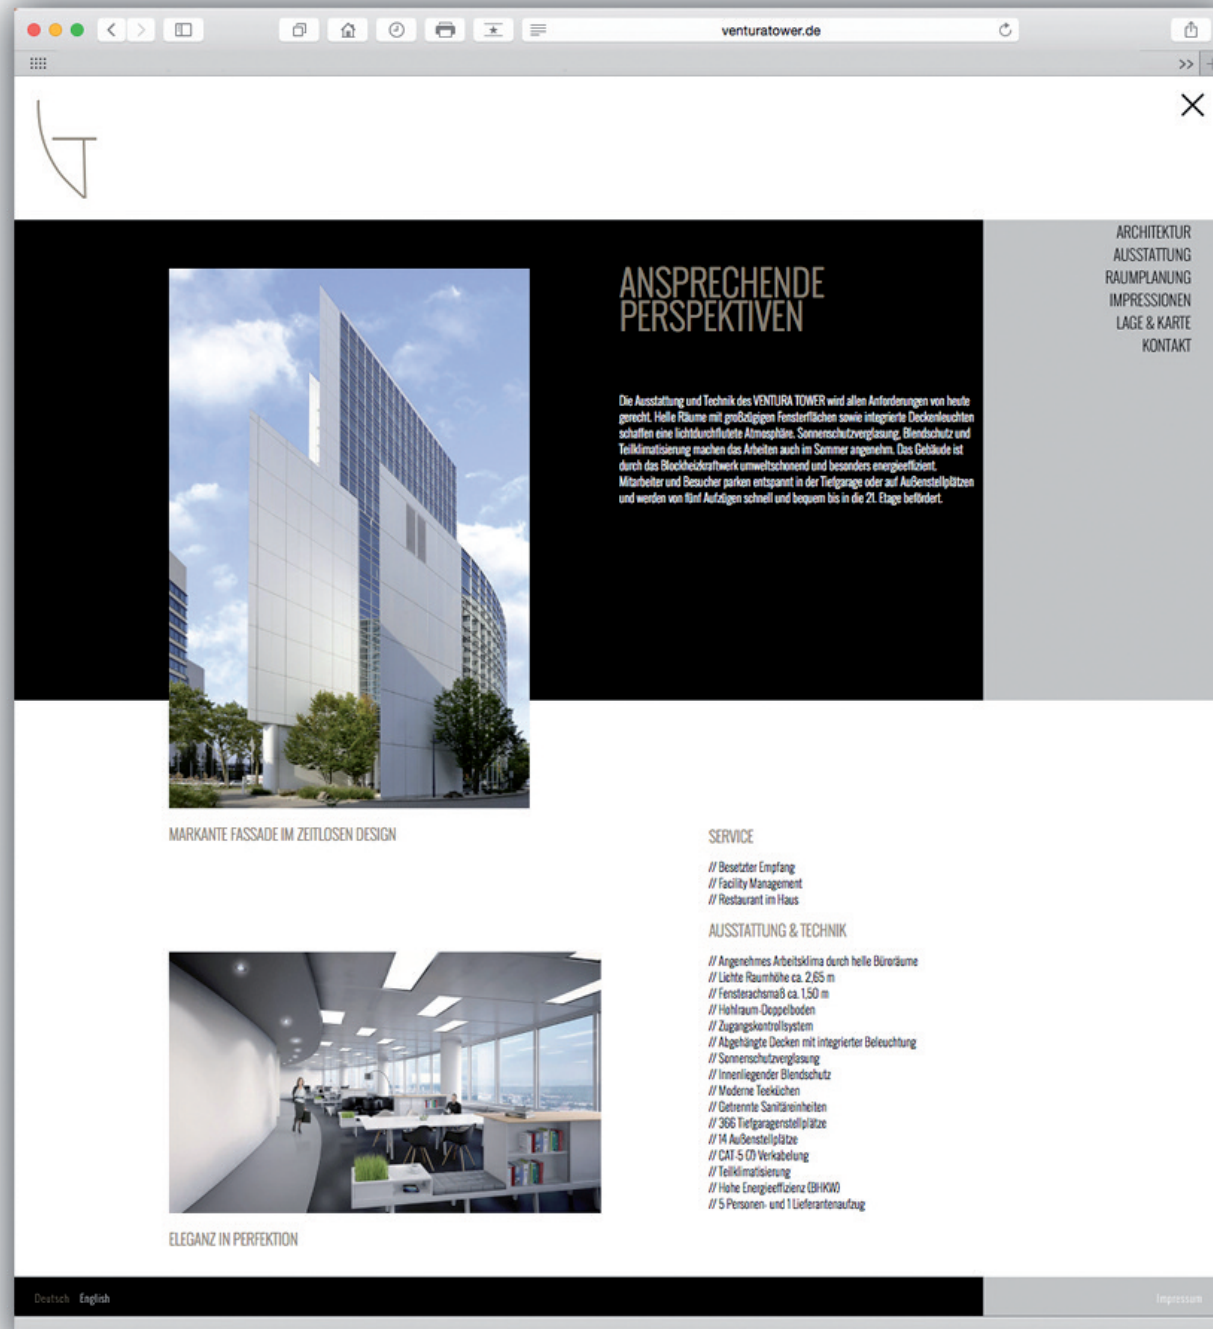 venturatower.de
ARCHITEKTUR
AUSSTATTUNG
RAUMPLANUNG
IMPRESSIONEN
LAGE & KARTE
KONTAKT
ANSPRECHENDE
PERSPEKTIVEN
Die Ausstattung und Technik des VENTURA TOWER wird allen Anforderungen von heute
gerecht. Helle Räume mit großzügigen Fensterflächen sowie integrierte Deckenleuchten
schaffen eine lichtdurchflutete Atmosphäre. Sonnenschutzverglasung, Blendschutz und
Teilklimatisierung machen das Arbeiten auch im Sommer angenehm. Das Gebäude ist
durch das Blockheizkraftwerk umweltschonend und besonders energieeffizient.
Mitarbeiter und Besucher parken entspannt in der Tiefgarage oder auf Außenstellplätzen
und werden von fünf Aufzügen schnell und bequem bis in die 21. Etage befördert.
MARKANTE FASSADE IM ZEITLOSEN DESIGN
SERVICE
// Besetzter Empfang
// Facility Management
// Restaurant im Haus
AUSSTATTUNG & TECHNIK
// Angenehmes Arbeitsklima durch helle Büroräume
// Lichte Raumhöhe ca. 2,65 m
// Fensterachsmaß ca. 1,50 m
// Hohlraum-Doppelboden
// Zugangskontrollsystem
// Abgehängte Decken mit integrierter Beleuchtung
// Sonnenschutzverglasung
// Innenliegender Blendschutz
// Moderne Teeküchen
// Getrennte Sanitäreinheiten
// 366 Tiefgaragenstellplätze
// 14 Außenstellplätze
// CAT-5 (7) Verkabelung
// Teilklimatisierung
// Hohe Energieeffizienz (BHKW)
// 5 Personen- und 1 Lieferantenaufzug
ELEGANZ IN PERFEKTION
Deutsch English
Impressum